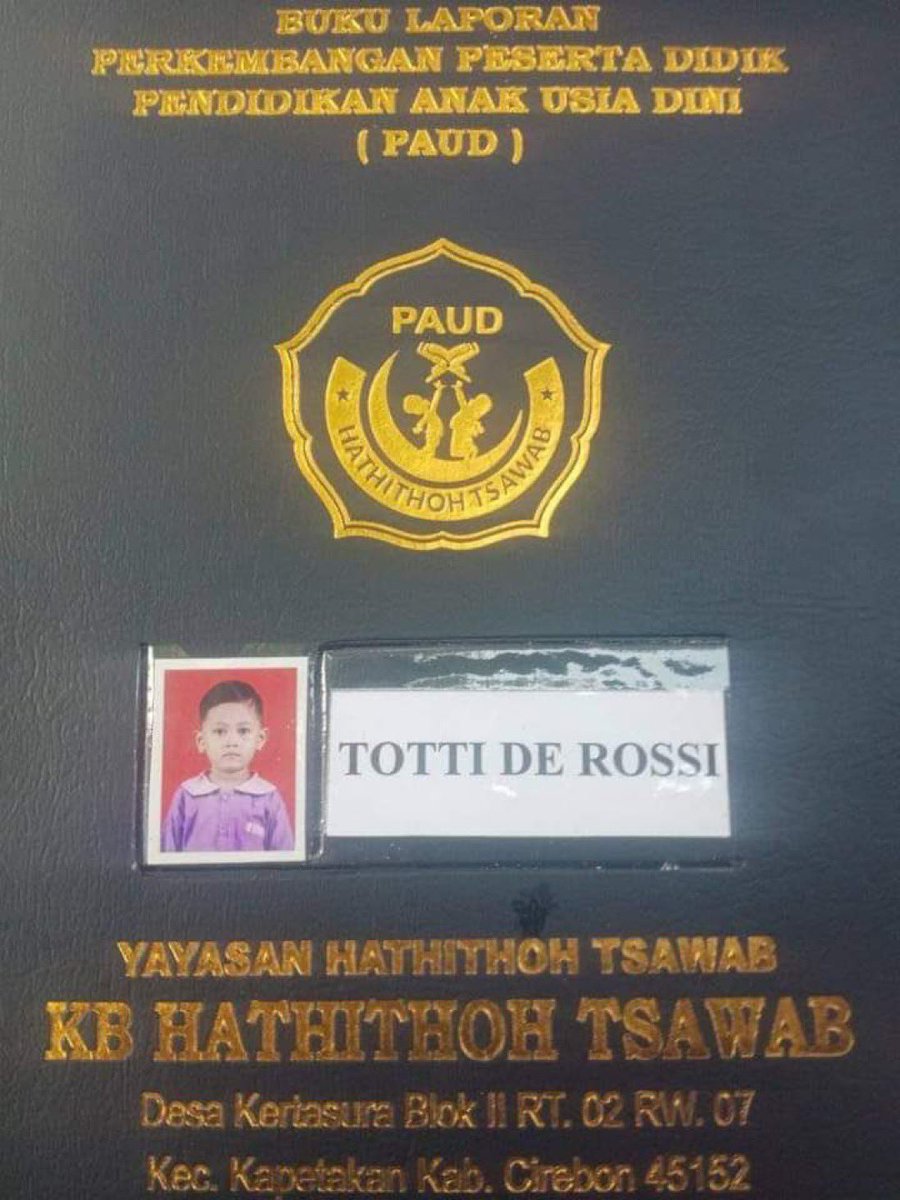 BUKU LAPORAN
PERKEMBANGAN PESERTA DIDIK
PENDIDIKAN ANAK USIA DINI
( PAUD )
PAUD
HATHITHOH TSAWAB
TOTTI DE ROSSI
YAYASAN HATHITHOH TSAWAB
KB HATHITHOH TSAWAB
Desa Kertasura Blok II RT. 02 RW. 07
Kec. Kapetakan Kab. Cirebon 45152